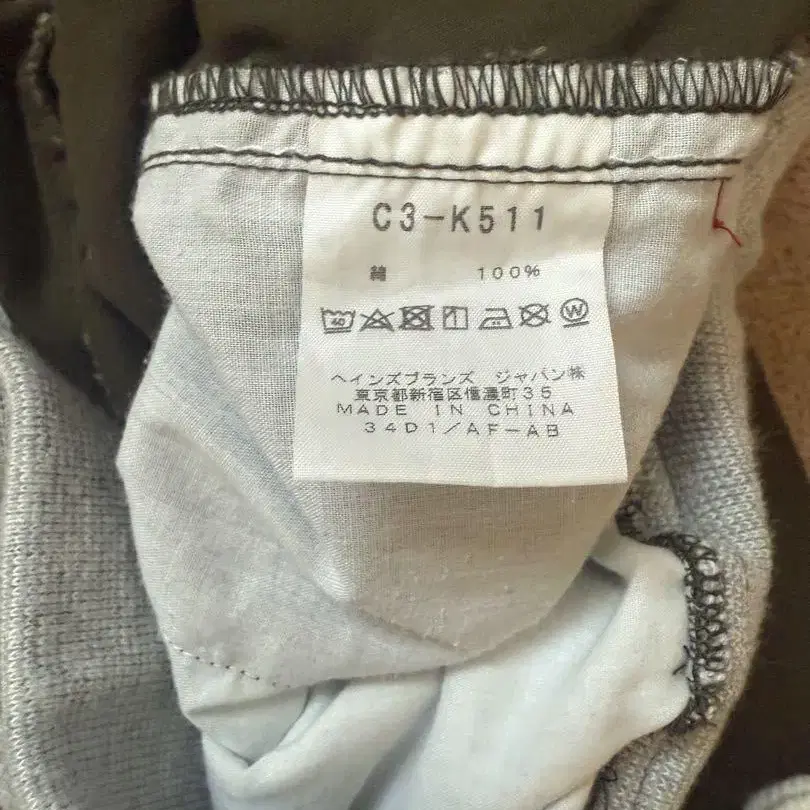 C3-K511
綿 100%
40 W
ヘインズブランズ ジャパン㈱
東京都新宿区信濃町35
MADE IN CHINA
34D1/AF-AB